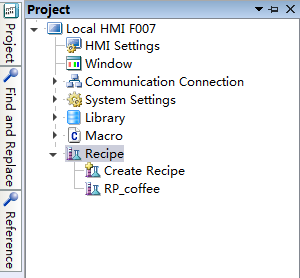 Project
Local HMI F007
HMI Settings
Window
Communication Connection
System Settings
Library
C Macro
Recipe
Create Recipe
RP_coffee
Project
Find and Replace
Reference